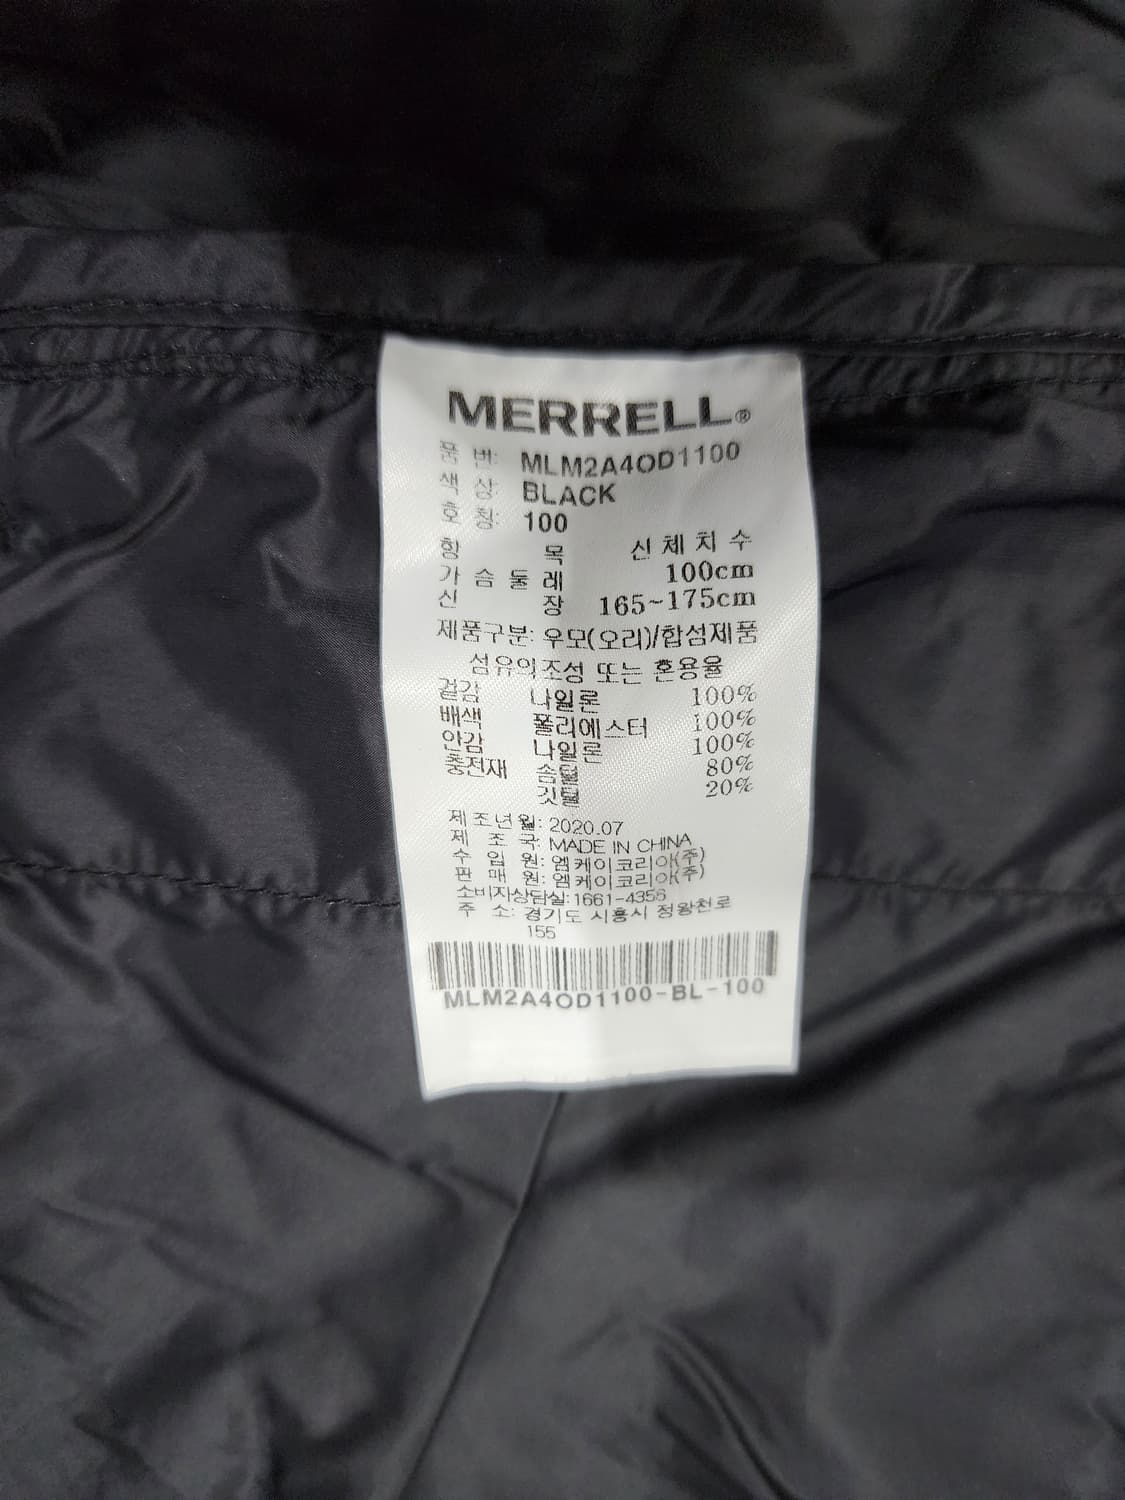 MERRELL®
품 번: MLM2A4OD1100
색 상: BLACK
호 칭: 100
항 목 신체치수
가슴둘레 100cm
신 장 165~175cm
제품구분: 우모(오리)/합섬제품
섬유의조성 또는 혼용율
겉감 나일론 100%
배색 폴리에스터 100%
안감 나일론 100%
충전재 솜털 80%
깃털 20%
제조년월: 2020.07
제 조 국: MADE IN CHINA
수 입 원: 엠케이코리아(주)
판 매 원: 엠케이코리아(주)
소비자상담실:1661-4356
주 소: 경기도 시흥시 정왕천로
155
MLM2A4OD1100-BL-100